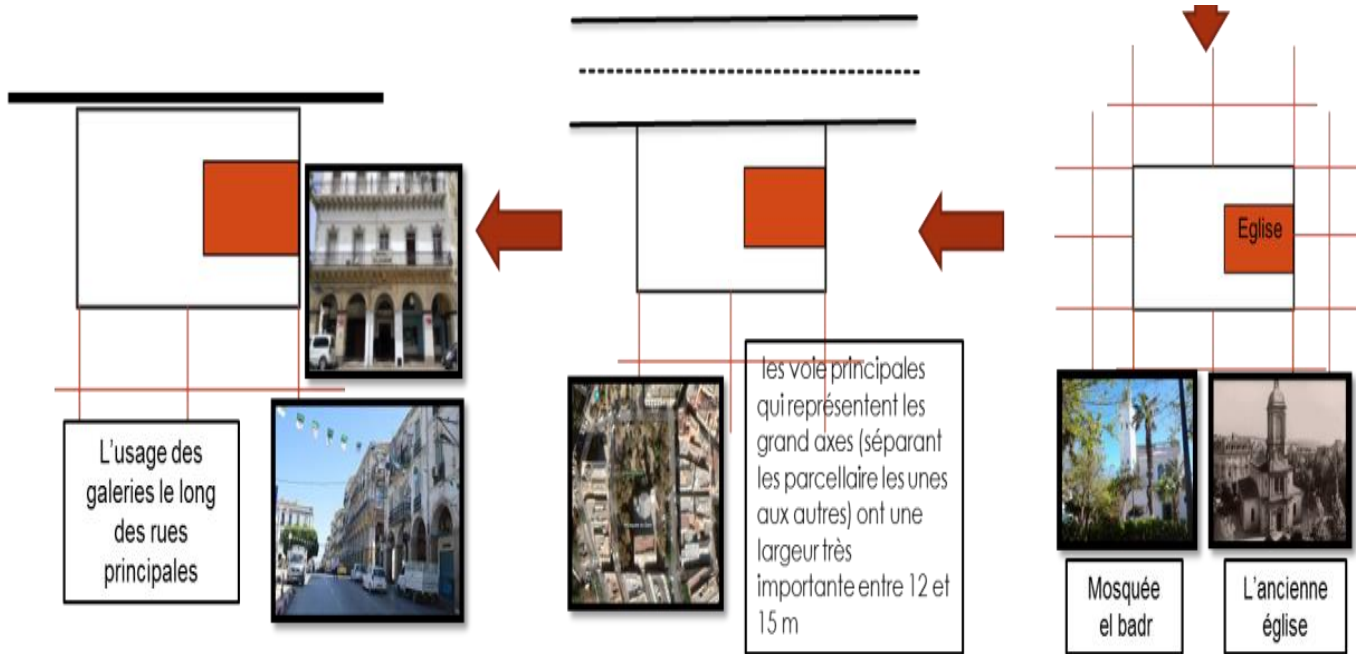 L'usage des
galeries le long
des rues
principales
les voie principales
qui représentent les
grand axes (séparant
les parcellaire les unes
aux autres) ont une
largeur très
importante entre 12 et
15 m
Eglise
Mosquée
el badr
L'ancienne
église